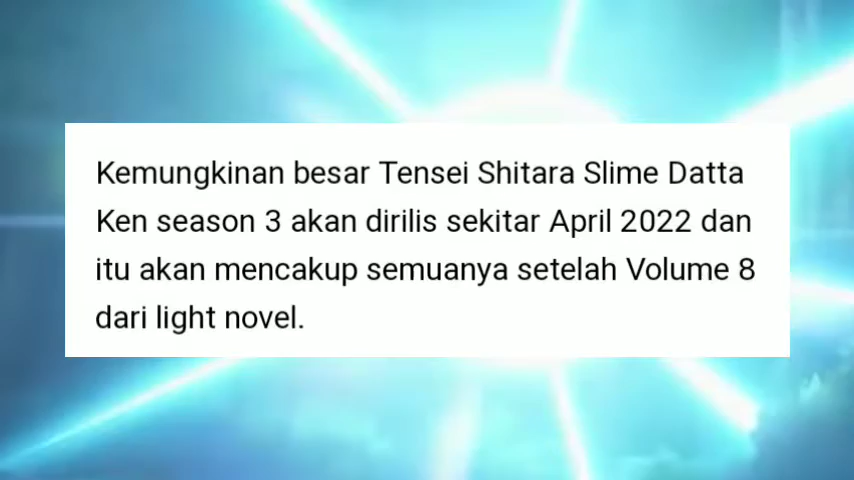 Kemungkinan besar Tensei Shitara Slime Datta
Ken season 3 akan dirilis sekitar April 2022 dan
itu akan mencakup semuanya setelah Volume 8
dari light novel.